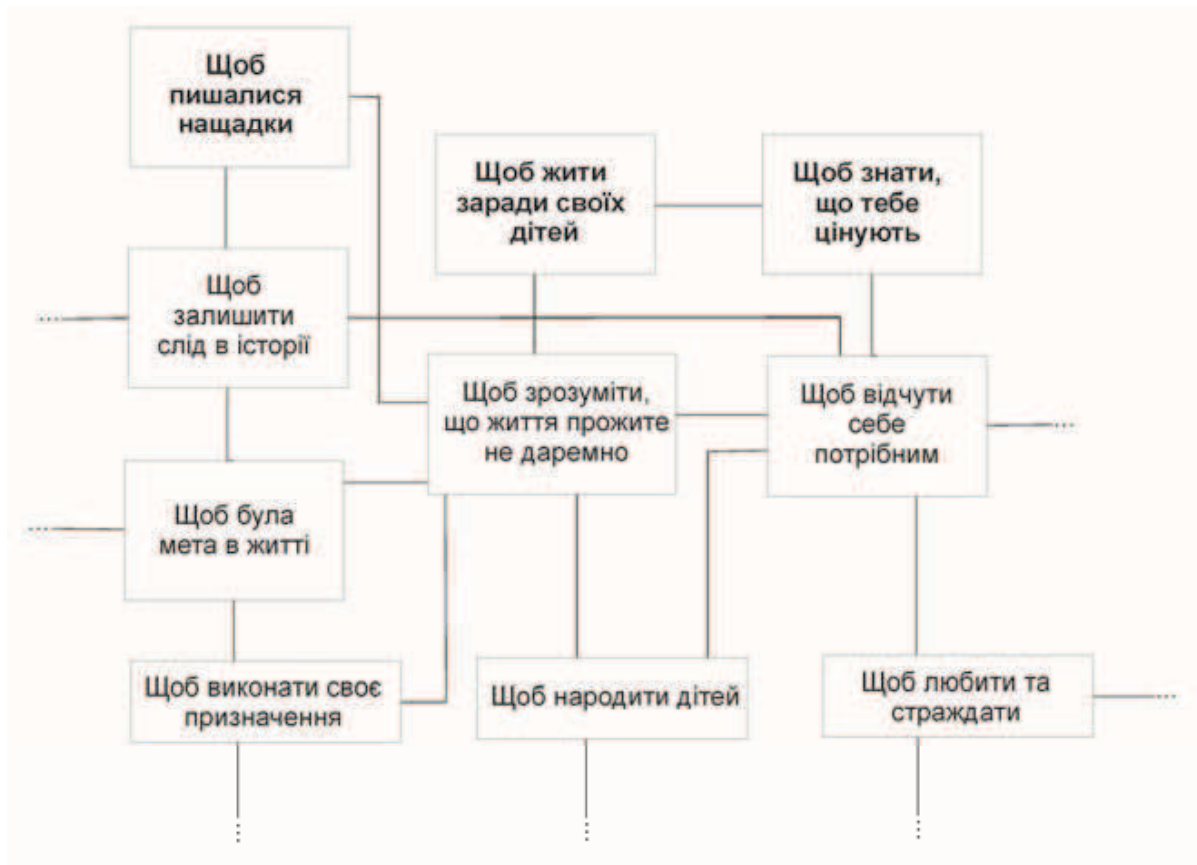 Щоб
пишалися
нащадки
Щоб жити
заради своїх
дітей
Щоб знати,
що тебе
цінують
Щоб
залишити
слід в історії
Щоб зрозуміти,
що життя прожите
не даремно
Щоб відчути
себе
потрібним
Щоб була
мета в житті
Щоб виконати своє
призначення
Щоб народити дітей
Щоб любити та
страждати